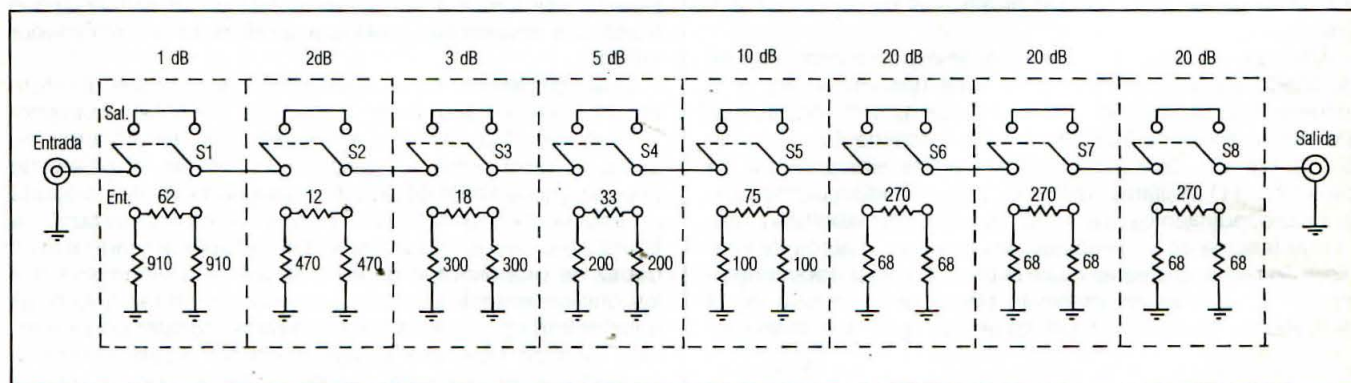 1 dB 2dB 3 dB 5 dB 10 dB 20 dB 20 dB 20 dB
Sal.
Entrada S1 S2 S3 S4 S5 S6 S7 S8 Salida
Ent. 62 12 18 33 75 270 270 270
910 910 470 470 300 300 200 200 100 100 68 68 68 68 68 68